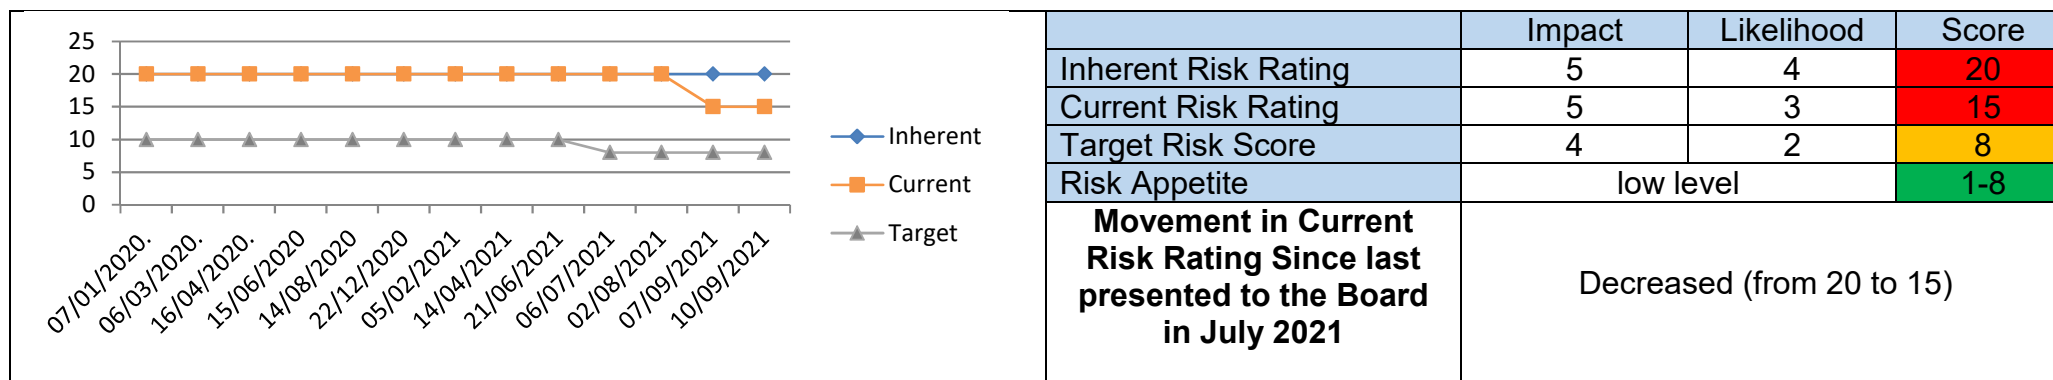 25
20
15
10
5
0
07/01/2020.
06/03/2020.
16/04/2020.
15/06/2020
14/08/2020
22/12/2020
05/02/2021
14/04/2021
21/06/2021
06/07/2021
02/08/2021
07/09/2021
10/09/2021
Inherent
Current
Target
Impact Likelihood Score
Inherent Risk Rating 5 4 20
Current Risk Rating 5 3 15
Target Risk Score 4 2 8
Risk Appetite low level 1-8
Movement in Current
Risk Rating Since last
presented to the Board
in July 2021
Decreased (from 20 to 15)